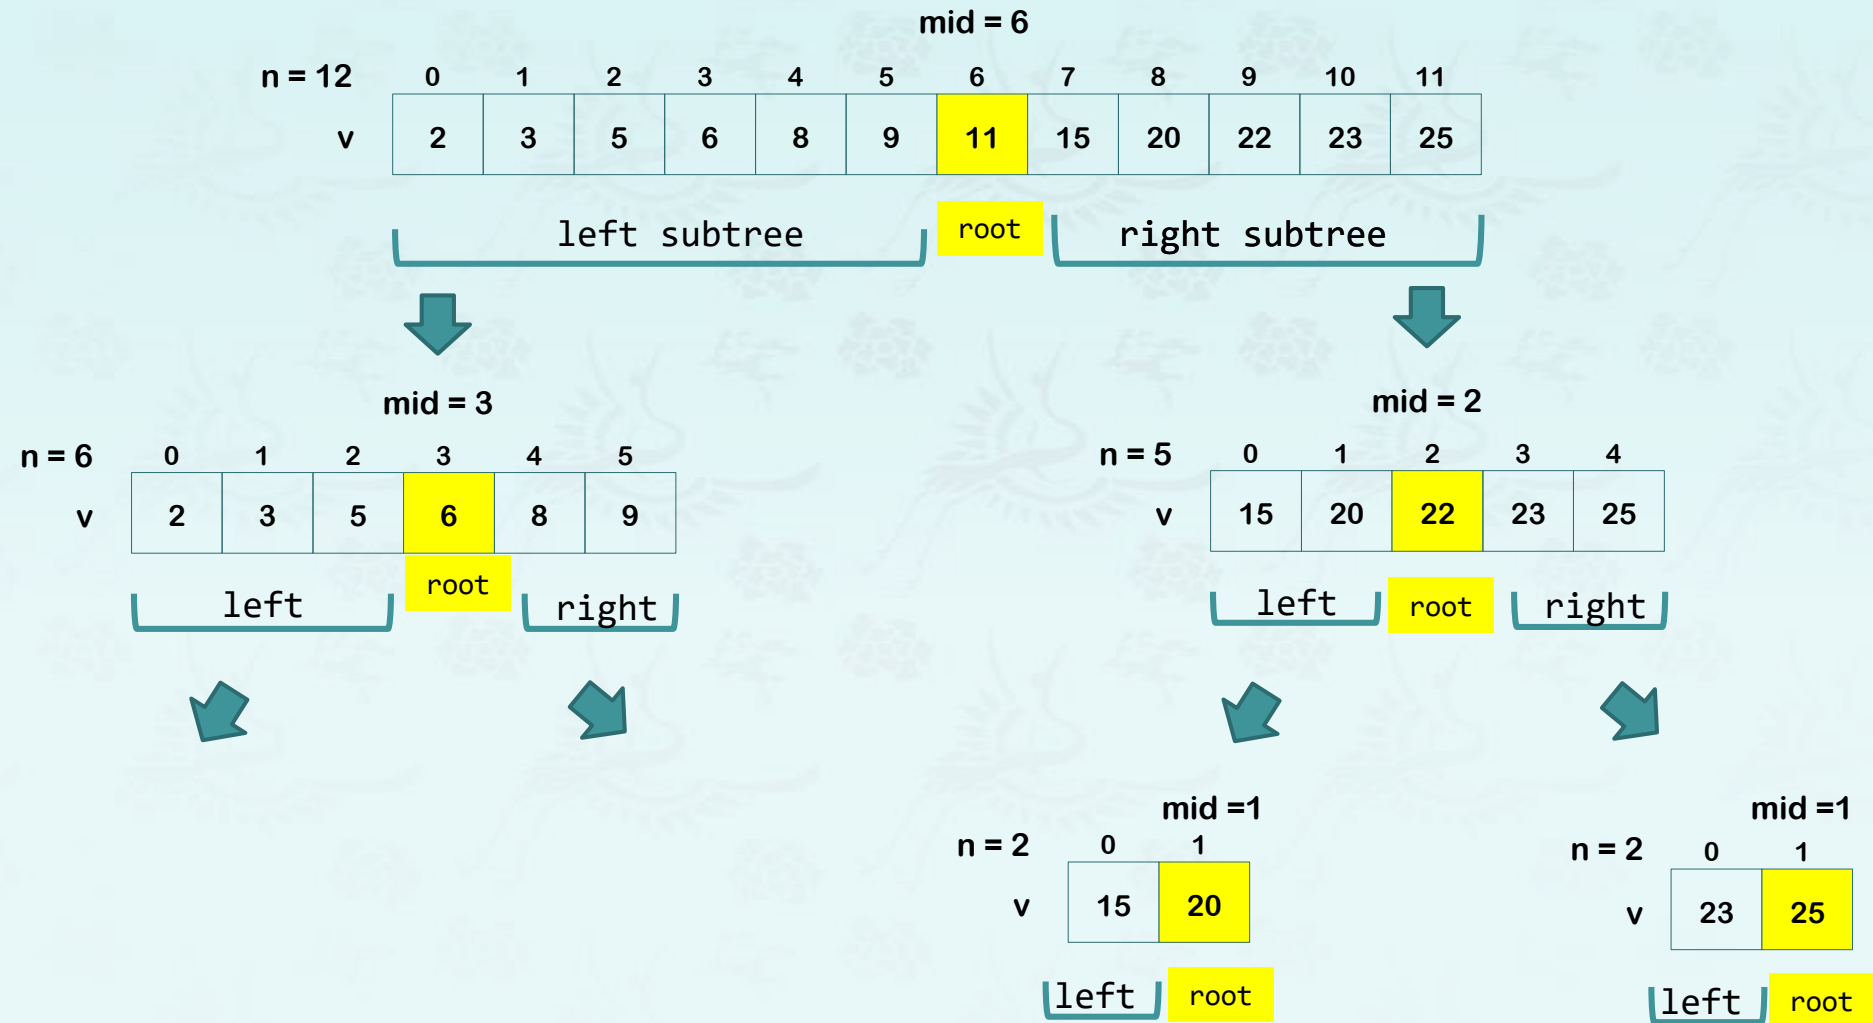 mid = 6
n = 12 0 1 2 3 4 5 6 7 8 9 10 11
v 2 3 5 6 8 9 11 15 20 22 23 25
left subtree root right subtree
mid = 3
n = 6 0 1 2 3 4 5
v 2 3 5 6 8 9
left root right
mid = 2
n = 5 0 1 2 3 4
v 15 20 22 23 25
left root right
mid =1
n = 2 0 1
v 15 20
left root
mid =1
n = 2 0 1
v 23 25
left root